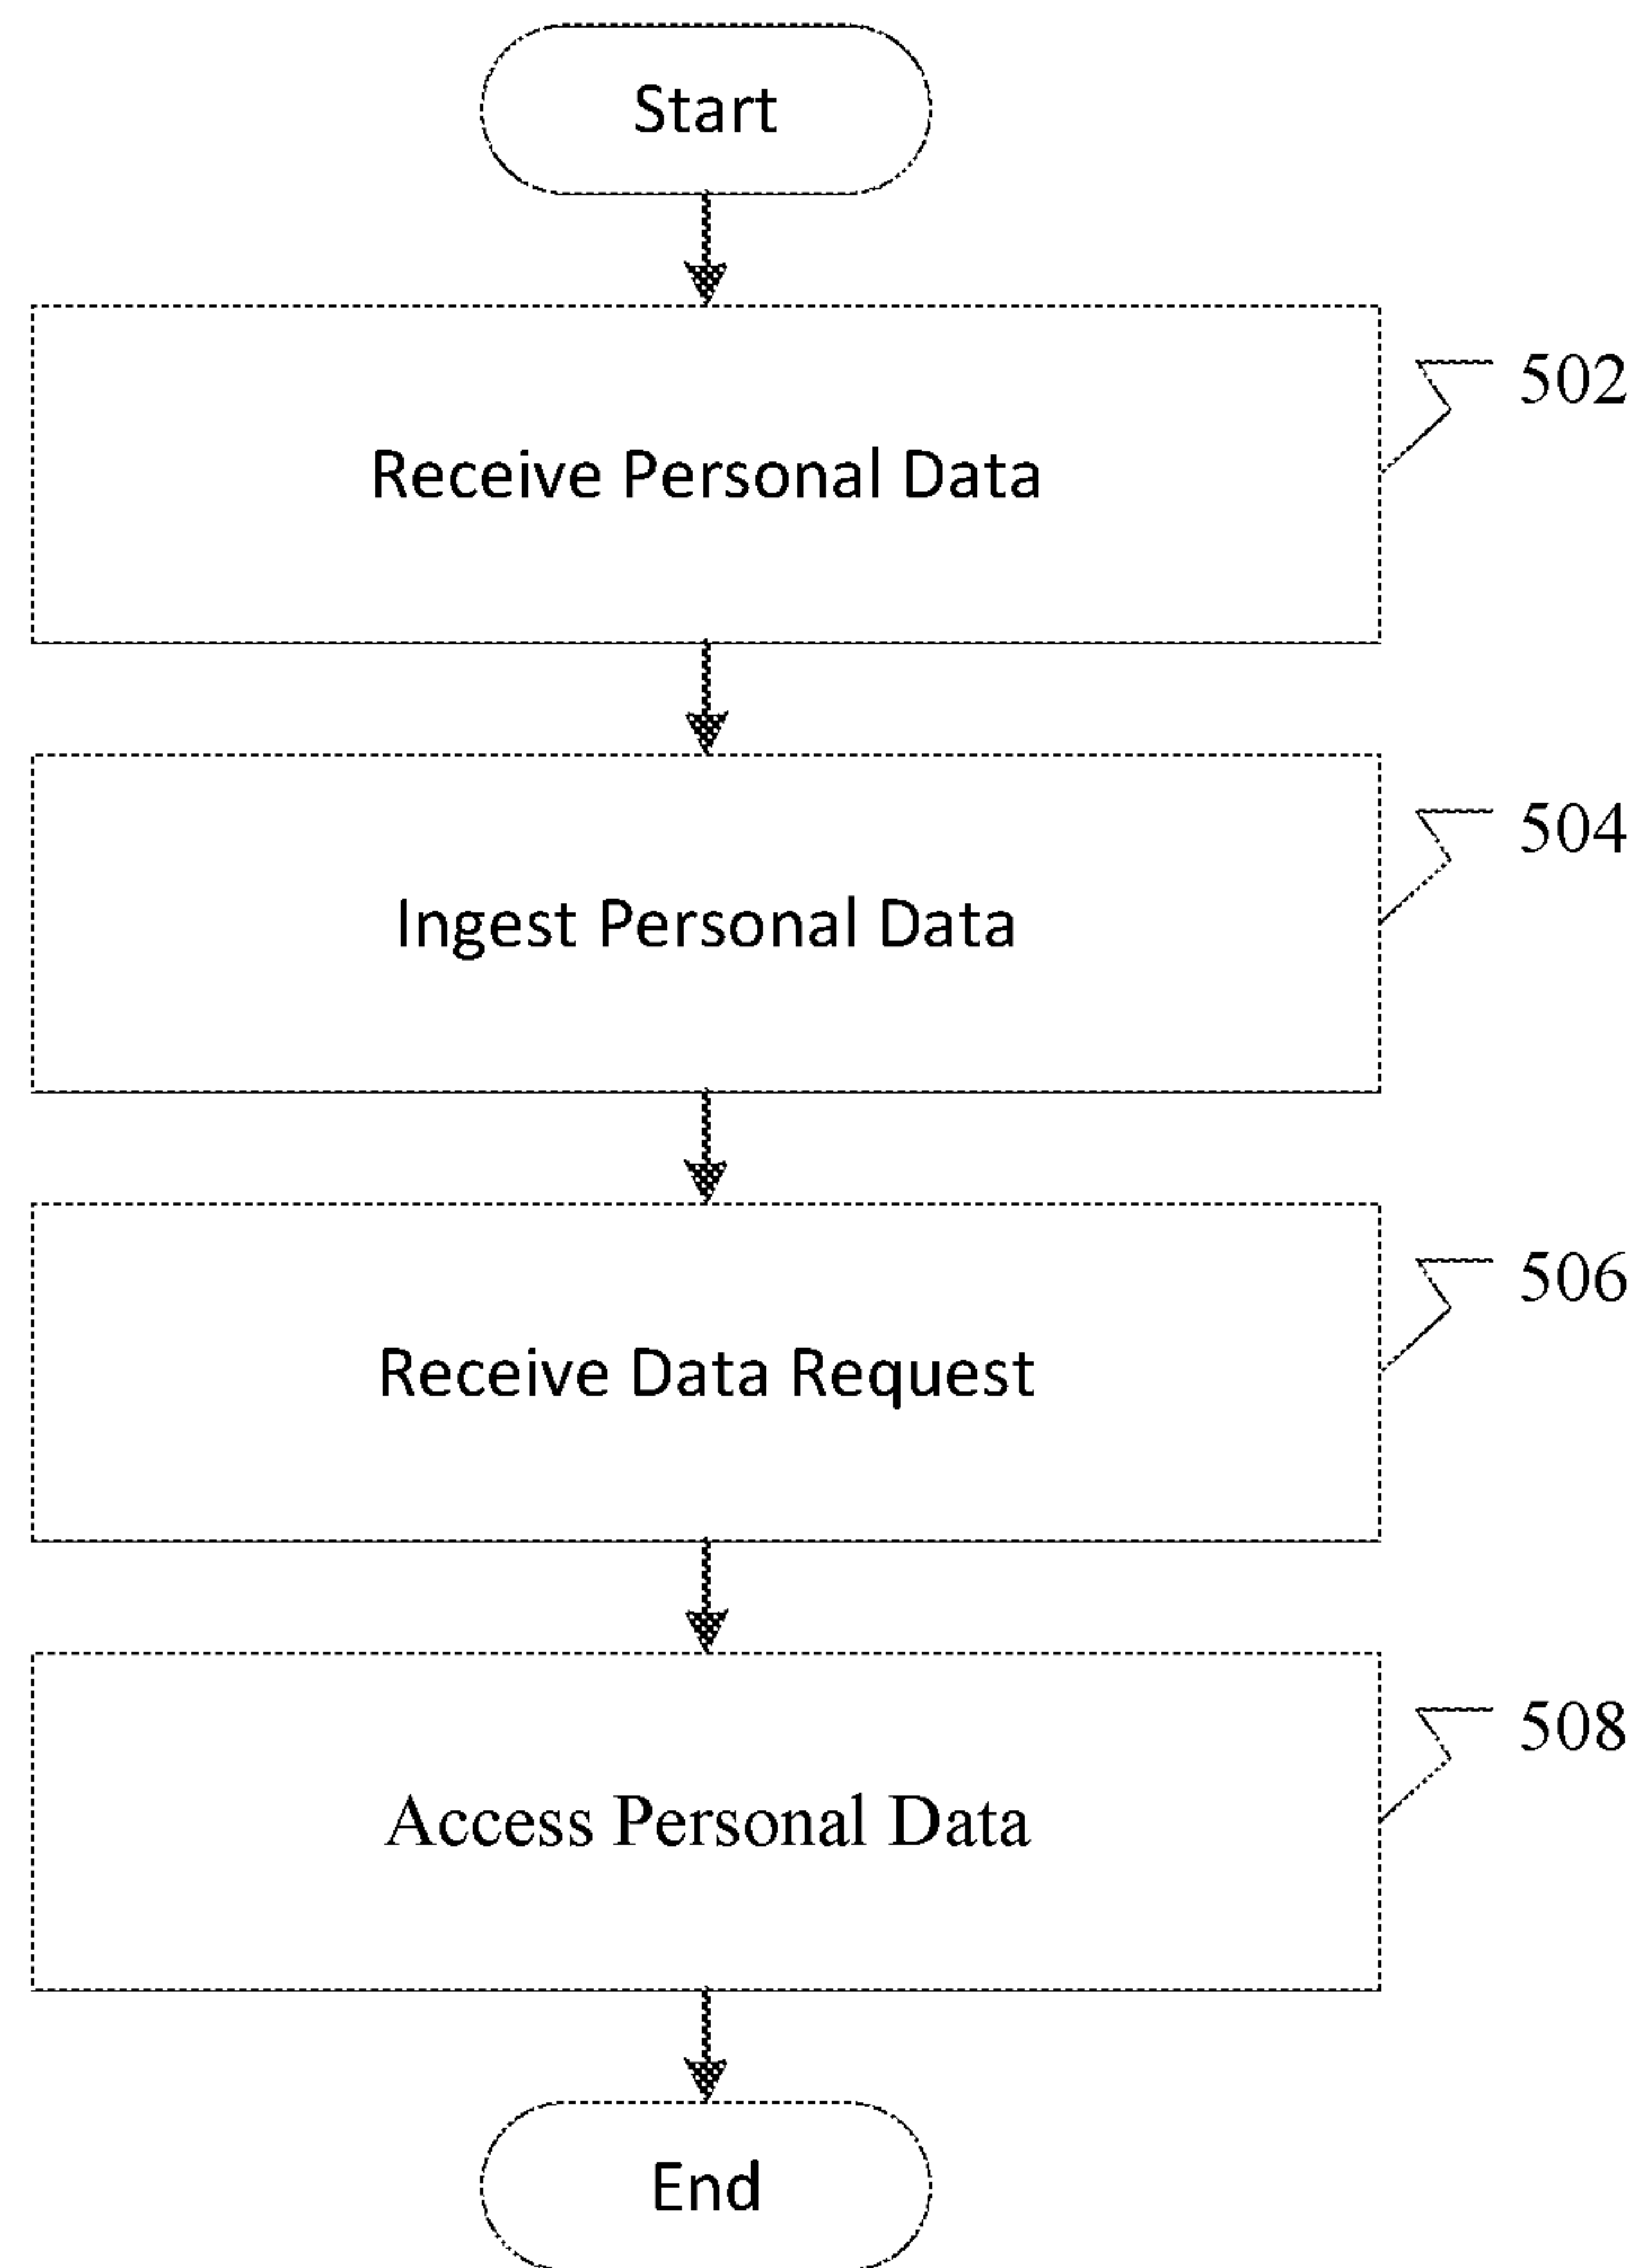 Start
502
Receive Personal Data
504
Ingest Personal Data
506
Receive Data Request
508
Access Personal Data
End